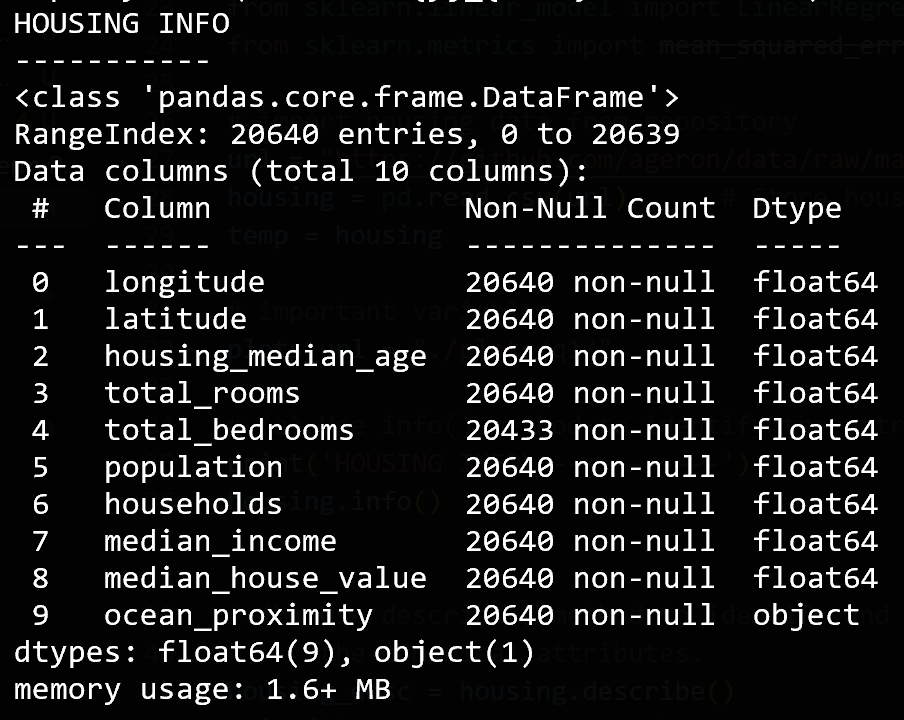 HOUSING INFO
-----------
<class 'pandas.core.frame.DataFrame'>
RangeIndex: 20640 entries, 0 to 20639
Data columns (total 10 columns):
 #   Column              Non-Null Count  Dtype
---  ------              --------------  -----
 0   longitude           20640 non-null  float64
 1   latitude            20640 non-null  float64
 2   housing_median_age  20640 non-null  float64
 3   total_rooms         20640 non-null  float64
 4   total_bedrooms      20433 non-null  float64
 5   population          20640 non-null  float64
 6   households          20640 non-null  float64
 7   median_income       20640 non-null  float64
 8   median_house_value  20640 non-null  float64
 9   ocean_proximity     20640 non-null  object
dtypes: float64(9), object(1)
memory usage: 1.6+ MB